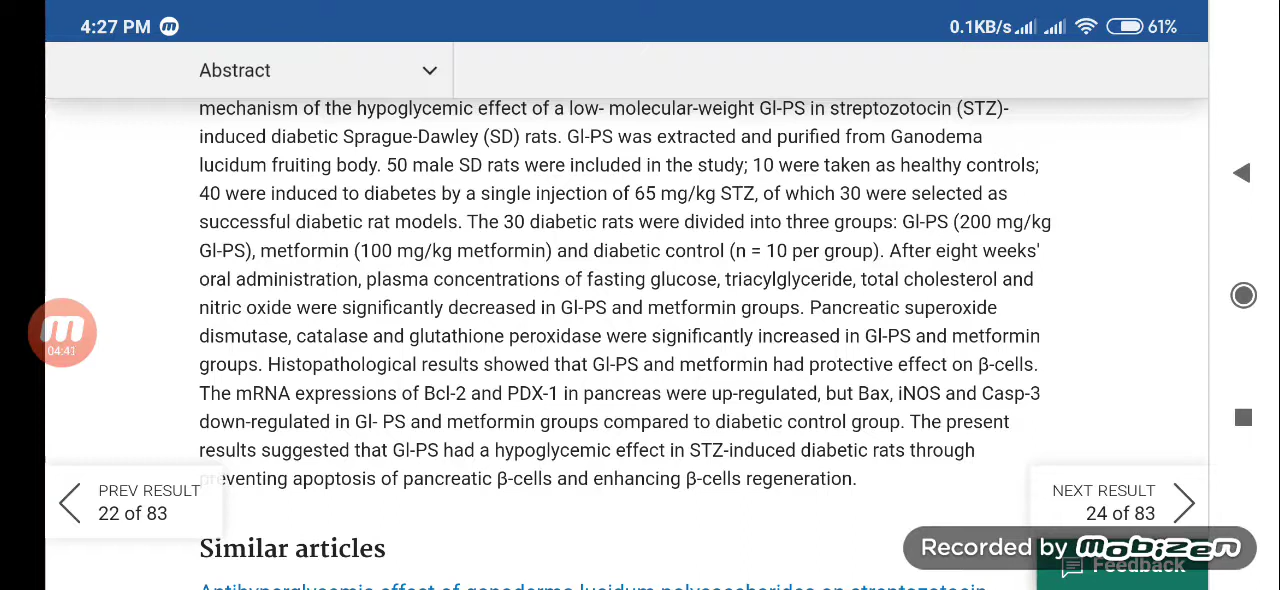 4:27 PM
0.1KB/s
61%
Abstract
mechanism of the hypoglycemic effect of a low- molecular-weight Gl-PS in streptozotocin (STZ)-
induced diabetic Sprague-Dawley (SD) rats. Gl-PS was extracted and purified from Ganodema
lucidum fruiting body. 50 male SD rats were included in the study; 10 were taken as healthy controls;
40 were induced to diabetes by a single injection of 65 mg/kg STZ, of which 30 were selected as
successful diabetic rat models. The 30 diabetic rats were divided into three groups: Gl-PS (200 mg/kg
Gl-PS), metformin (100 mg/kg metformin) and diabetic control (n = 10 per group). After eight weeks'
oral administration, plasma concentrations of fasting glucose, triacylglyceride, total cholesterol and
nitric oxide were significantly decreased in Gl-PS and metformin groups. Pancreatic superoxide
dismutase, catalase and glutathione peroxidase were significantly increased in Gl-PS and metformin
groups. Histopathological results showed that Gl-PS and metformin had protective effect on β-cells.
The mRNA expressions of Bcl-2 and PDX-1 in pancreas were up-regulated, but Bax, iNOS and Casp-3
down-regulated in Gl- PS and metformin groups compared to diabetic control group. The present
results suggested that Gl-PS had a hypoglycemic effect in STZ-induced diabetic rats through
preventing apoptosis of pancreatic β-cells and enhancing β-cells regeneration.
04:41
PREV RESULT
22 of 83
NEXT RESULT
24 of 83
Similar articles
Recorded by mobizen
Feedback
Antihyperglycemic effect of ganoderma lucidum polysaccharides on streptozotocin-